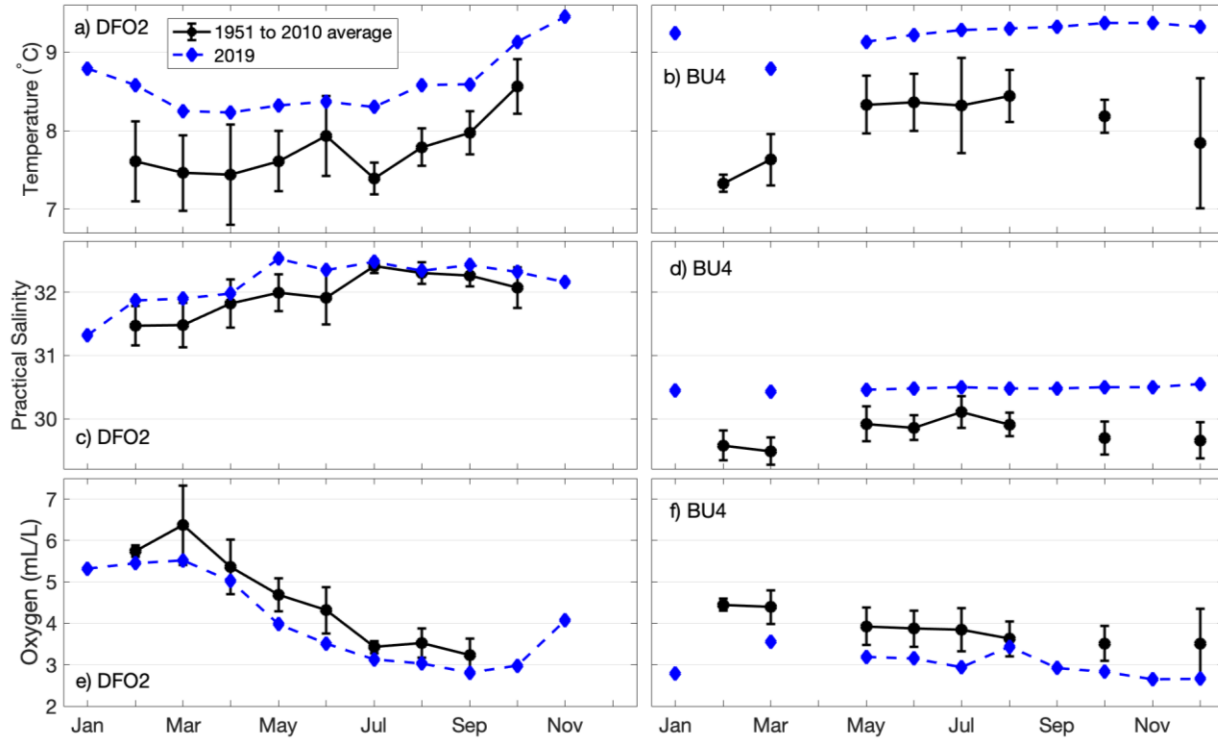 a) DFO2
1951 to 2010 average
2019
b) BU4
Temperature (°C)
9
8
7
c) DFO2
d) BU4
Practical Salinity
32
31
30
e) DFO2
f) BU4
Oxygen (mL/L)
7
6
5
4
3
2
Jan Mar May Jul Sep Nov
Jan Mar May Jul Sep Nov